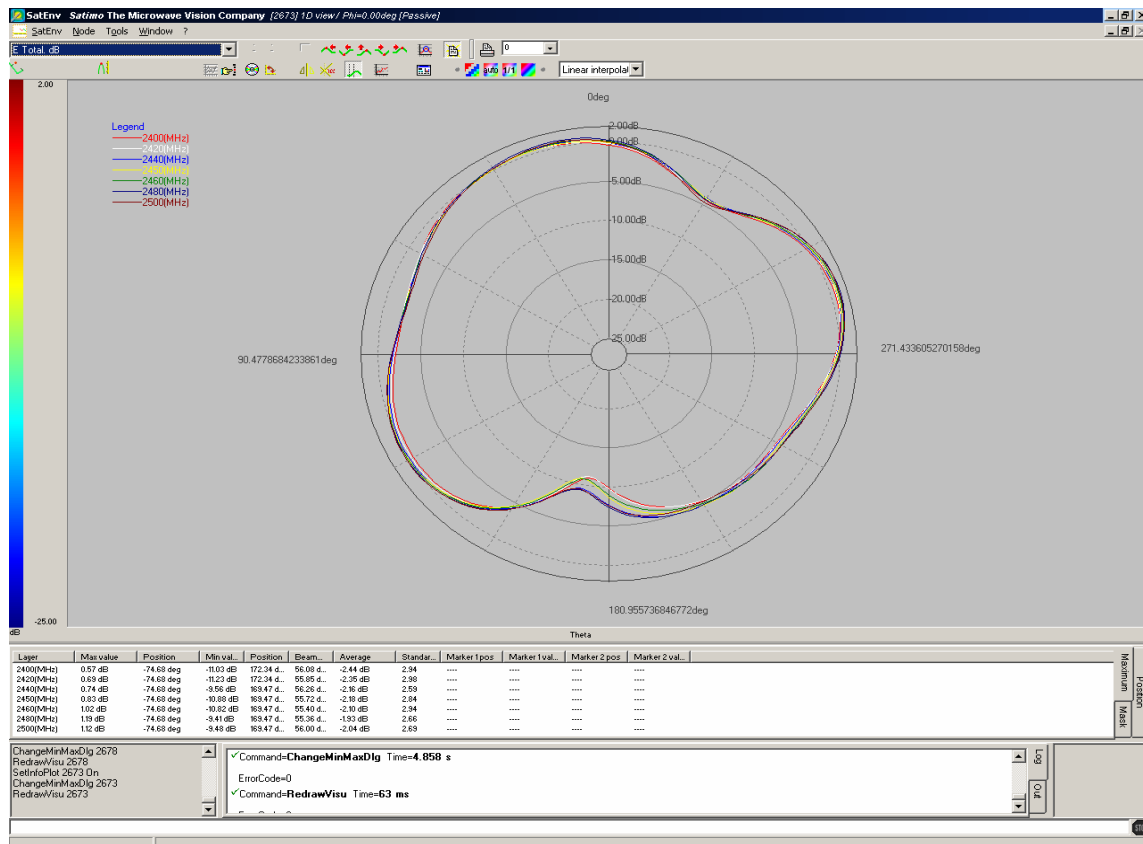 SatEnv Satimo The Microwave Vision Company [2673] 1D view / Phi=0.00deg [Passive]
SatEnv Node Tools Window ?
E Total. dB 0
auto 1/1 Linear interpolal
2.00
0deg
Legend
2400(MHz)
2420(MHz)
2440(MHz)
2450(MHz)
2460(MHz)
2480(MHz)
2500(MHz)
2.00dB
0.00dB
-5.00dB
-10.00dB
-15.00dB
-20.00dB
-25.00dB
90.4778684233861deg
271.433605270158deg
180.955736846772deg
-25.00
dB
Theta
Layer Max value Position Min val... Position Beam... Average Standar... Marker 1 pos Marker 1 val... Marker 2 pos Marker 2 val...
2400(MHz) 0.57 dB -74.68 deg -11.03 dB 172.34 d... 56.08 d... -2.44 dB 2.94 ---- ---- ---- ----
2420(MHz) 0.69 dB -74.68 deg -11.23 dB 172.34 d... 55.85 d... -2.35 dB 2.98 ---- ---- ---- ----
2440(MHz) 0.74 dB -74.68 deg -9.56 dB 169.47 d... 56.26 d... -2.16 dB 2.59 ---- ---- ---- ----
2450(MHz) 0.83 dB -74.68 deg -10.88 dB 169.47 d... 55.72 d... -2.18 dB 2.84 ---- ---- ---- ----
2460(MHz) 1.02 dB -74.68 deg -10.82 dB 169.47 d... 55.40 d... -2.10 dB 2.94 ---- ---- ---- ----
2480(MHz) 1.19 dB -74.68 deg -9.41 dB 169.47 d... 55.36 d... -1.93 dB 2.66 ---- ---- ---- ----
2500(MHz) 1.12 dB -74.68 deg -9.48 dB 169.47 d... 56.00 d... -2.04 dB 2.69 ---- ---- ---- ----
Maximum
Mask
Position
ChangeMinMaxDlg 2678
RedrawVisu 2678
SetInfoPlot 2673 On
ChangeMinMaxDlg 2673
RedrawVisu 2673
Command=ChangeMinMaxDlg Time=4.858 s
ErrorCode=0
Command=RedrawVisu Time=63 ms
Log
Out